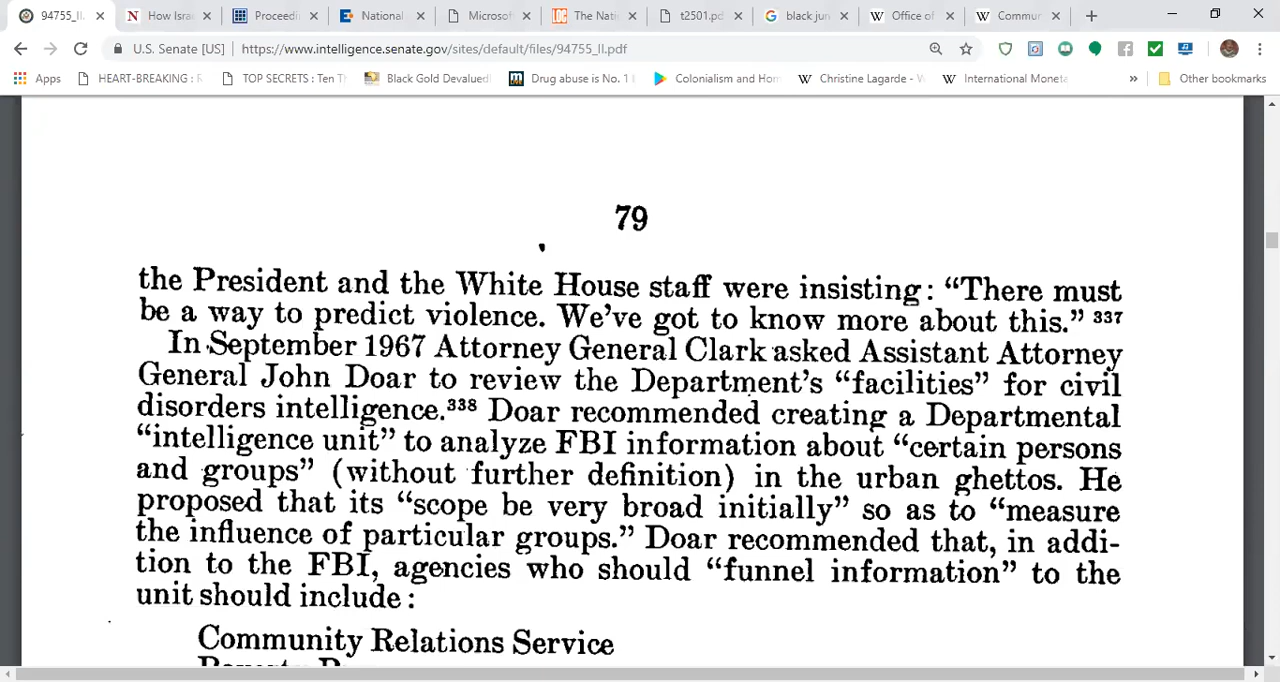 94755_II. How Isra Proceedi National Microsof The Nati t2501.pd black jun Office of Commun
U.S. Senate [US] | https://www.intelligence.senate.gov/sites/default/files/94755_II.pdf
Apps HEART-BREAKING : R TOP SECRETS : Ten Th Black Gold Devalued Drug abuse is No. 1 Colonialism and Hom Christine Lagarde - W International Moneta » Other bookmarks
79
the President and the White House staff were insisting: “There must
be a way to predict violence. We’ve got to know more about this.” 337
In September 1967 Attorney General Clark asked Assistant Attorney
General John Doar to review the Department’s “facilities” for civil
disorders intelligence.338 Doar recommended creating a Departmental
“intelligence unit” to analyze FBI information about “certain persons
and groups” (without further definition) in the urban ghettos. He
proposed that its “scope be very broad initially” so as to “measure
the influence of particular groups.” Doar recommended that, in addi-
tion to the FBI, agencies who should “funnel information” to the
unit should include:
Community Relations Service